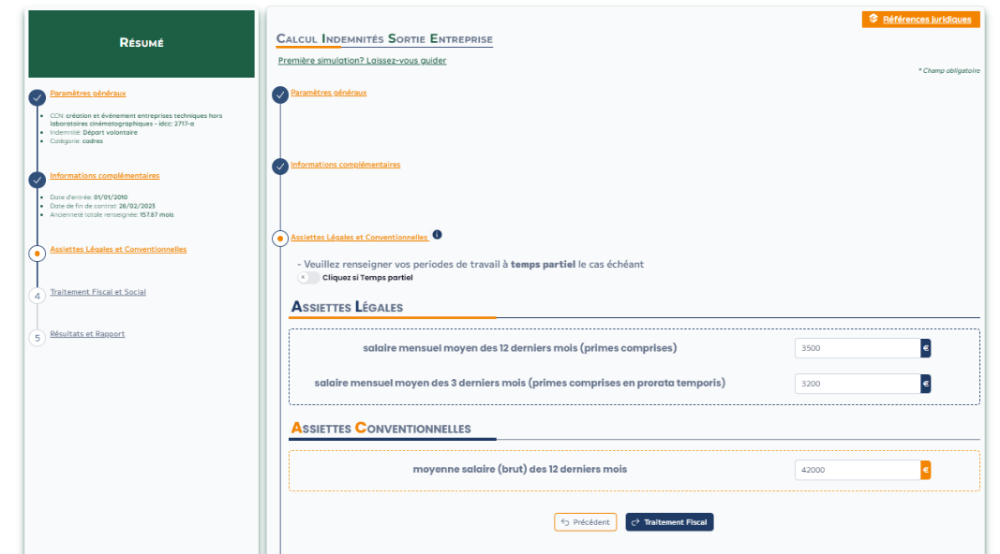 Résumé
Paramètres généraux
CCN: création et événement entreprises techniques hors
laboratoires cinématographiques - idcc: 2717-a
Indemnité: Départ volontaire
Catégorie: cadres
Informations complémentaires
Date d'entrée: 01/01/2010
Date de fin de contrat: 28/02/2023
Ancienneté totale renseignée: 157.87 mois
Assiettes Légales et Conventionnelles
4 Traitement Fiscal et Social
5 Résultats et Rapport
Références juridiques
Calcul Indemnités Sortie Entreprise
Première simulation? Laissez-vous guider
* Champ obligatoire
Paramètres généraux
Informations complémentaires
Assiettes Légales et Conventionnelles i
- Veuillez renseigner vos periodes de travail à temps partiel le cas échéant
Cliquez si Temps partiel
Assiettes Légales
salaire mensuel moyen des 12 derniers mois (primes comprises) 3500 €
salaire mensuel moyen des 3 derniers mois (primes comprises en prorata temporis) 3200 €
Assiettes Conventionnelles
moyenne salaire (brut) des 12 derniers mois 42000 €
Précédent Traitement Fiscal